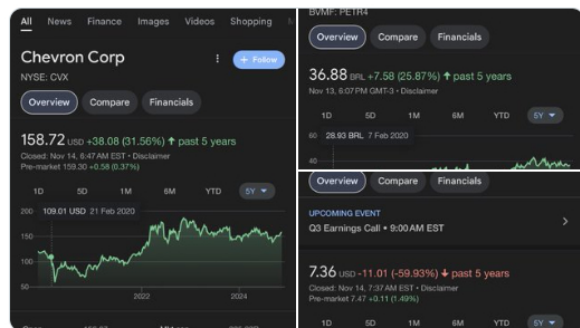 All News Finance Images Videos Shopping
Chevron Corp
+ Follow
NYSE: CVX
Overview Compare Financials
158.72 USD +38.08 (31.56%) ↑ past 5 years
Closed: Nov 14, 6:47 AM EST • Disclaimer
Pre-market 159.30 +0.58 (0.37%)
1D 5D 1M 6M YTD 5Y
200 109.01 USD 21 Feb 2020
150
100
50
2022 2024
BVMF: PETR4
Overview Compare Financials
36.88 BRL +7.58 (25.87%) ↑ past 5 years
Nov 13, 6:07 PM GMT-3 • Disclaimer
1D 5D 1M 6M YTD 5Y
60 28.93 BRL 7 Feb 2020
40
Overview Compare Financials
UPCOMING EVENT
Q3 Earnings Call • 9:00 AM EST
7.36 USD -11.01 (-59.93%) ↓ past 5 years
Closed: Nov 14, 7:37 AM EST • Disclaimer
Pre-market 7.47 +0.11 (1.49%)
1D 5D 1M 6M YTD 5Y